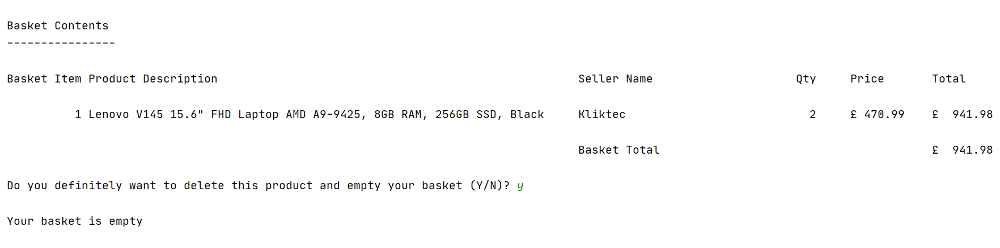 Basket Contents
----------------
Basket Item Product Description Seller Name Qty Price Total
1 Lenovo V145 15.6" FHD Laptop AMD A9-9425, 8GB RAM, 256GB SSD, Black Kliktec 2 £ 470.99 £ 941.98
Basket Total £ 941.98
Do you definitely want to delete this product and empty your basket (Y/N)? y
Your basket is empty